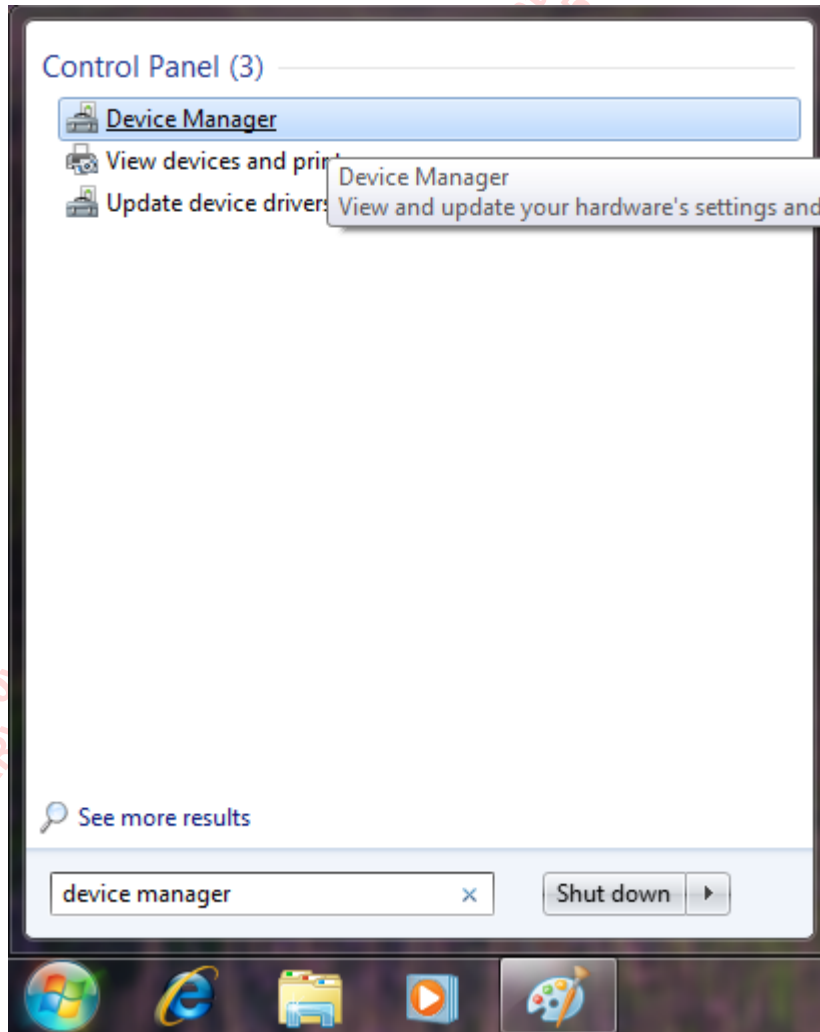 Control Panel (3)
Device Manager
View devices and print
Device Manager
Update device drivers
View and update your hardware's settings and
See more results
device manager
Shut down